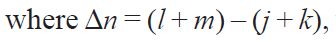 where Δn = (l + m) – (j + k),